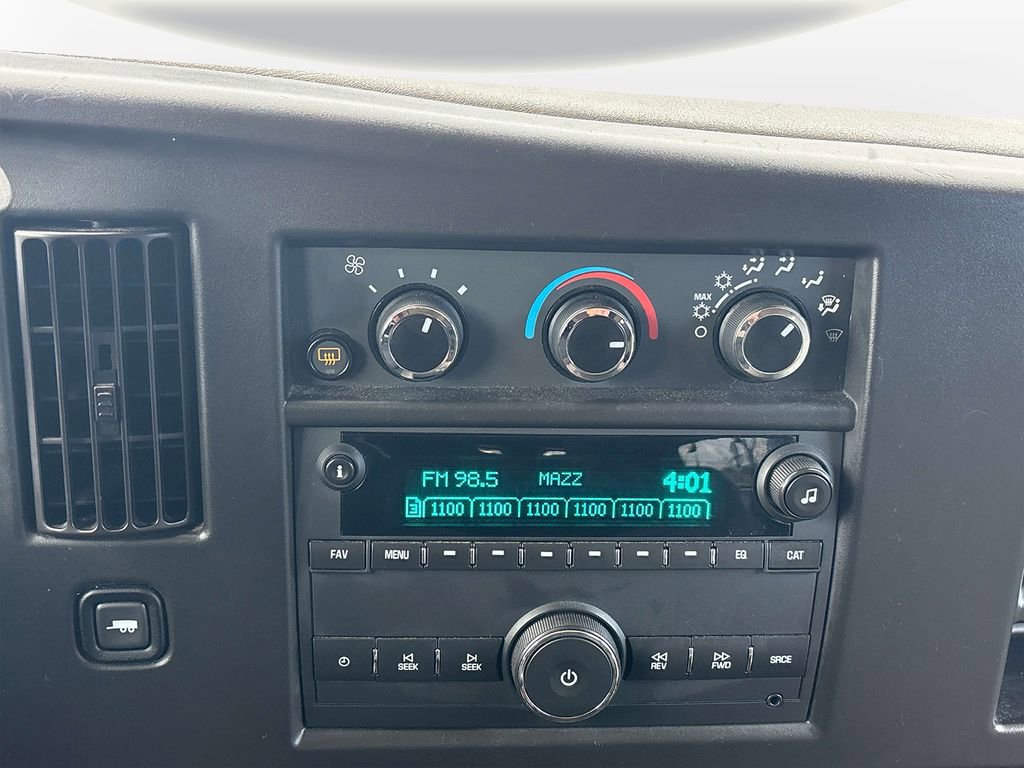 MAX
FM 98.5 MAZZ 4:01
1100 1100 1100 1100 1100 1100
FAV MENU EQ CAT
SEEK SEEK REV FWD SRCE